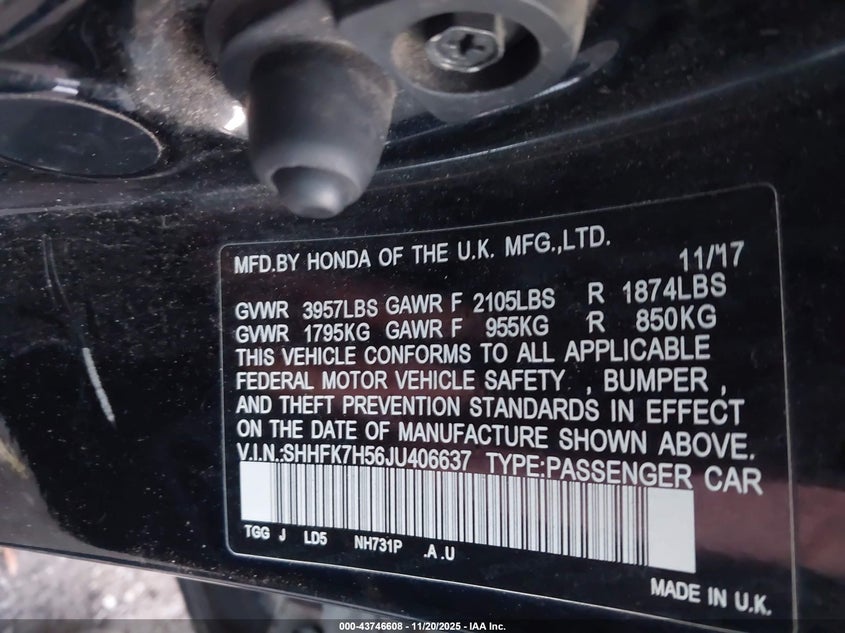 MFD.BY HONDA OF THE U.K. MFG.,LTD. 11/17
GVWR 3957LBS GAWR F 2105LBS R 1874LBS
GVWR 1795KG GAWR F 955KG R 850KG
THIS VEHICLE CONFORMS TO ALL APPLICABLE
FEDERAL MOTOR VEHICLE SAFETY , BUMPER ,
AND THEFT PREVENTION STANDARDS IN EFFECT
ON THE DATE OF MANUFACTURE SHOWN ABOVE.
V.I.N:SHHFK7H56JU406637 TYPE:PASSENGER CAR
TGG J LD5 NH731P .A .U
MADE IN U.K.
000-43746608 - 11/20/2025 - IAA Inc.